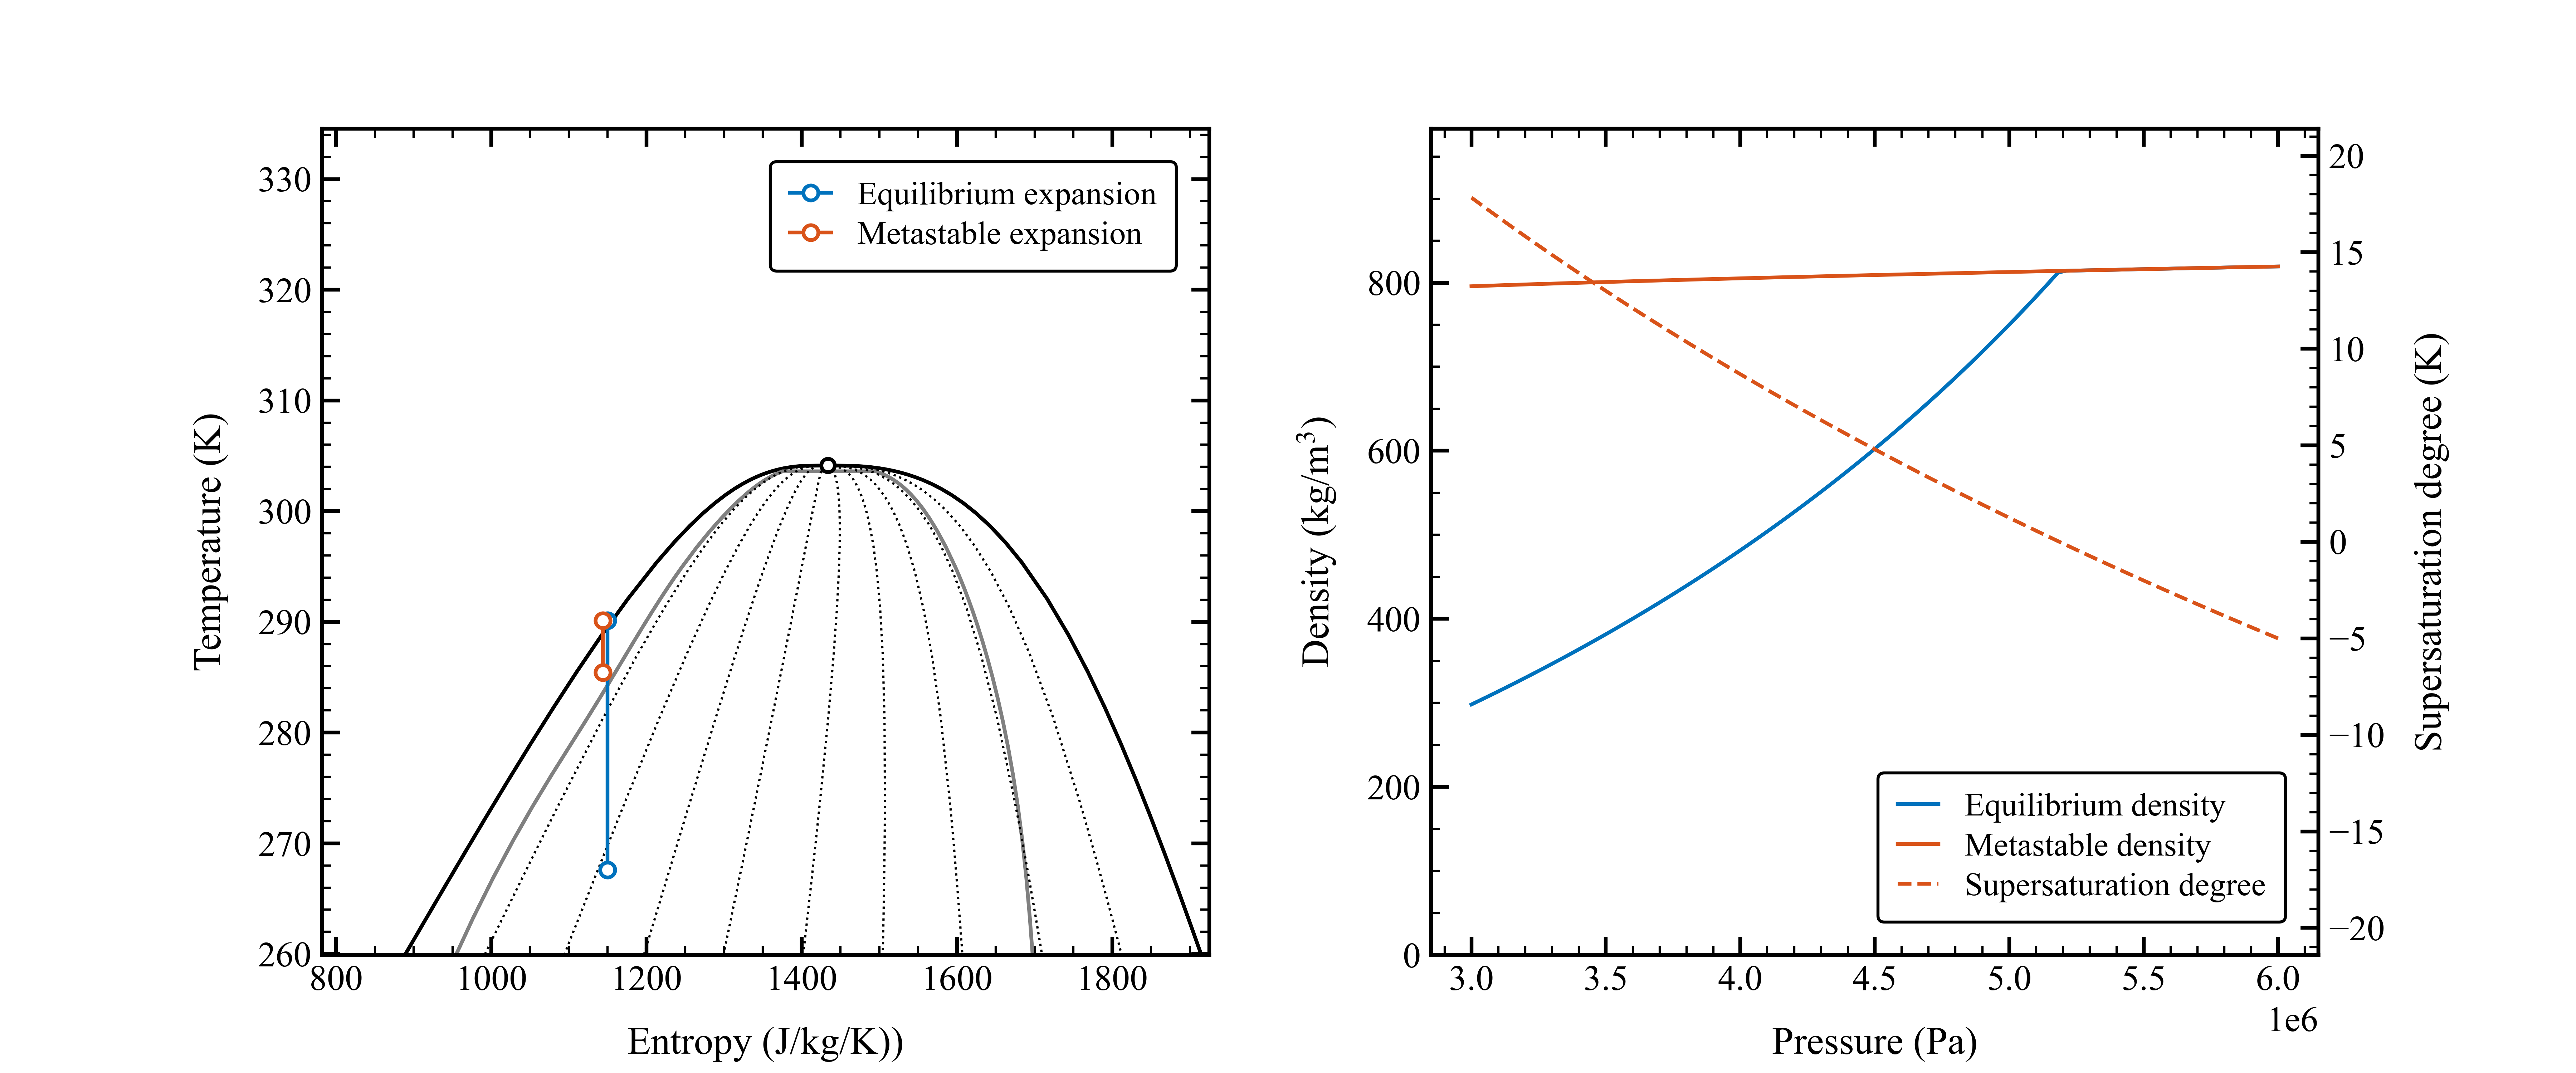 Equilibrium expansion
Metastable expansion
330
320
310
300
290
280
270
260
Temperature (K)
800 1000 1200 1400 1600 1800
Entropy (J/kg/K))
800
600
400
200
0
Density (kg/m³)
20
15
10
5
0
−5
−10
−15
−20
Supersaturation degree (K)
Equilibrium density
Metastable density
Supersaturation degree
3.0 3.5 4.0 4.5 5.0 5.5 6.0
1e6
Pressure (Pa)